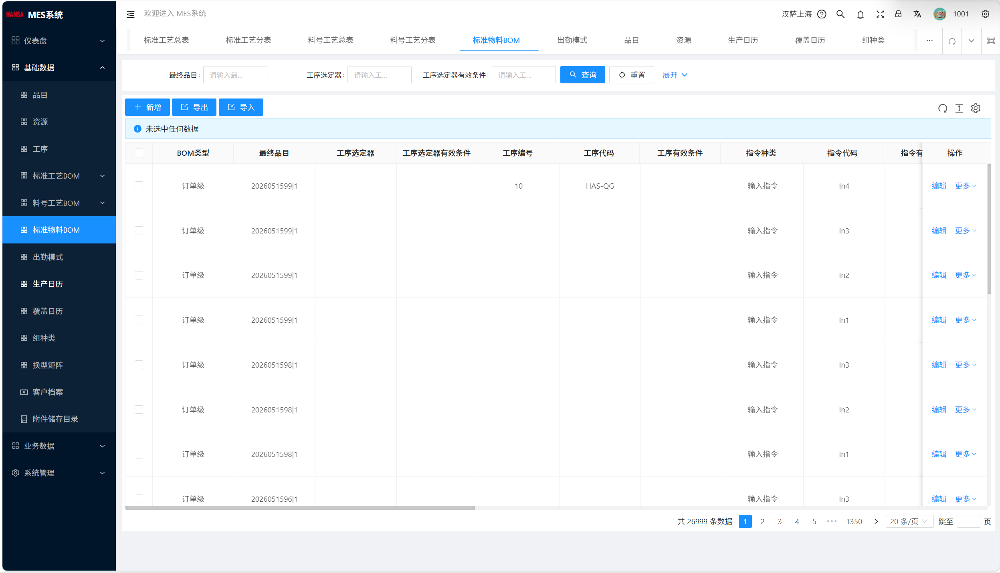 HANSA MES系统
欢迎进入 MES系统
汉萨上海
1001
仪表盘
基础数据
品目
资源
工序
标准工艺BOM
料号工艺BOM
标准物料BOM
出勤模式
生产日历
覆盖日历
组种类
换型矩阵
客户档案
附件储存目录
业务数据
系统管理
标准工艺总表 标准工艺分表 料号工艺总表 料号工艺分表 标准物料BOM 出勤模式 品目 资源 生产日历 覆盖日历 组种类 ···
最终品目: 请输入最... 工序选定器: 请输入工... 工序选定器有效条件: 请输入工... 查询 重置 展开
新增 导出 导入
未选中任何数据
BOM类型 最终品目 工序选定器 工序选定器有效条件 工序编号 工序代码 工序有效条件 指令种类 指令代码 指令有 操作
订单级 2026051599|1 10 HAS-QG 输入指令 In4 编辑 更多
订单级 2026051599|1 输入指令 In3 编辑 更多
订单级 2026051599|1 输入指令 In2 编辑 更多
订单级 2026051599|1 输入指令 In1 编辑 更多
订单级 2026051598|1 输入指令 In3 编辑 更多
订单级 2026051598|1 输入指令 In2 编辑 更多
订单级 2026051598|1 输入指令 In1 编辑 更多
订单级 2026051596|1 输入指令 In3 编辑 更多
共 26999 条数据 1 2 3 4 5 ••• 1350 20 条/页 跳至 页